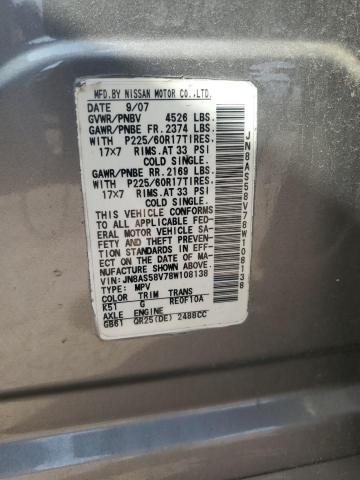 MFD.BY NISSAN MOTOR CO.,LTD.
DATE 9/07
GVWR/PNBV 4526 LBS.
GAWR/PNBE FR.2374 LBS.
WITH P225/60R17TIRES.
17×7 RIMS.AT 33 PSI
COLD SINGLE.
GAWR/PNBE RR.2169 LBS.
WITH P225/60R17TIRES.
17×7 RIMS.AT 33 PSI
COLD SINGLE.
THIS VEHICLE CONFORMS
TO ALL APPLICABLE FED-
ERAL MOTOR VEHICLE SA-
FETY AND THEFT PREVEN-
TION STANDARDS IN EFF-
ECT ON THE DATE OF MA-
NUFACTURE SHOWN ABOVE.
VIN:JN8AS58V78W108138
TYPE: MPV
COLOR TRIM TRANS
K51 G RE0F10A
AXLE ENGINE
GB61 QR25(DE) 2488CC
JN8AS58V78W108138